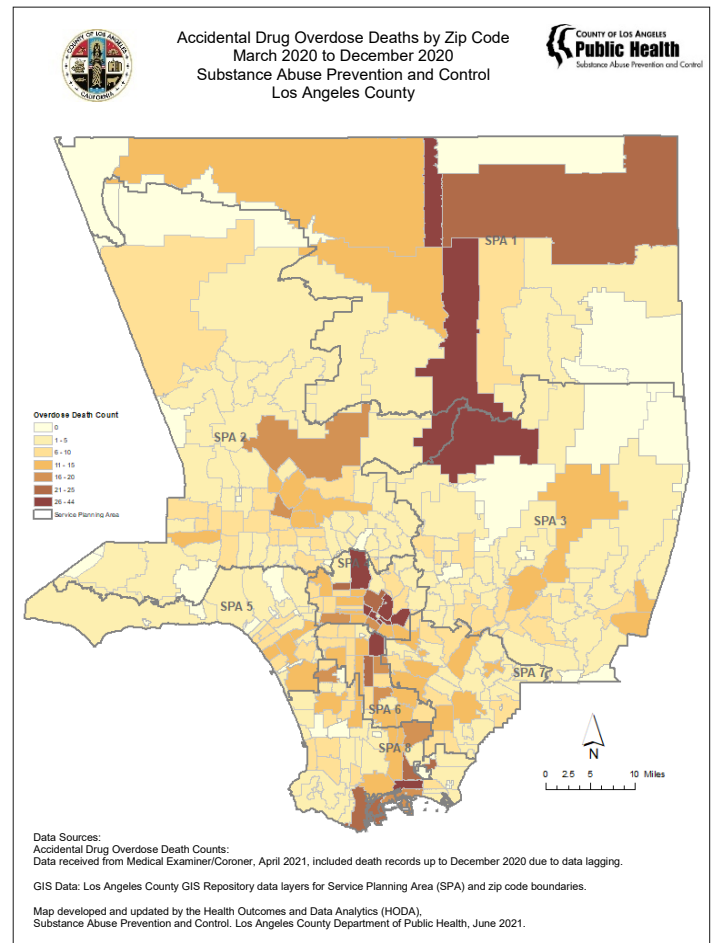 COUNTY OF LOS ANGELES
CALIFORNIA
Accidental Drug Overdose Deaths by Zip Code
March 2020 to December 2020
Substance Abuse Prevention and Control
Los Angeles County
COUNTY OF LOS ANGELES
Public Health
Substance Abuse Prevention and Control
SPA 1
Overdose Death Count
0
1 - 5
6 - 10
11 - 15
16 - 20
21 - 25
26 - 44
Service Planning Area
SPA 2
SPA 3
SPA
SPA 5
SPA 7
SPA 6
SPA 8
N
0 2.5 5 10 Miles
Data Sources:
Accidental Drug Overdose Death Counts:
Data received from Medical Examiner/Coroner, April 2021, included death records up to December 2020 due to data lagging.
GIS Data: Los Angeles County GIS Repository data layers for Service Planning Area (SPA) and zip code boundaries.
Map developed and updated by the Health Outcomes and Data Analytics (HODA),
Substance Abuse Prevention and Control. Los Angeles County Department of Public Health, June 2021.